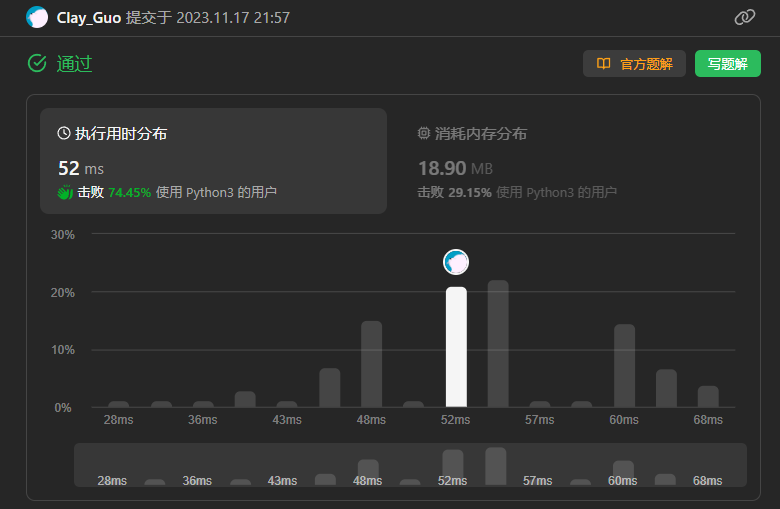 Clay_Guo 提交于 2023.11.17 21:57
通过
官方题解
写题解
执行用时分布
52 ms
击败 74.45% 使用 Python3 的用户
消耗内存分布
18.90 MB
击败 29.15% 使用 Python3 的用户
30%
20%
10%
0%
28ms 36ms 43ms 48ms 52ms 57ms 60ms 68ms
28ms 36ms 43ms 48ms 52ms 57ms 60ms 68ms